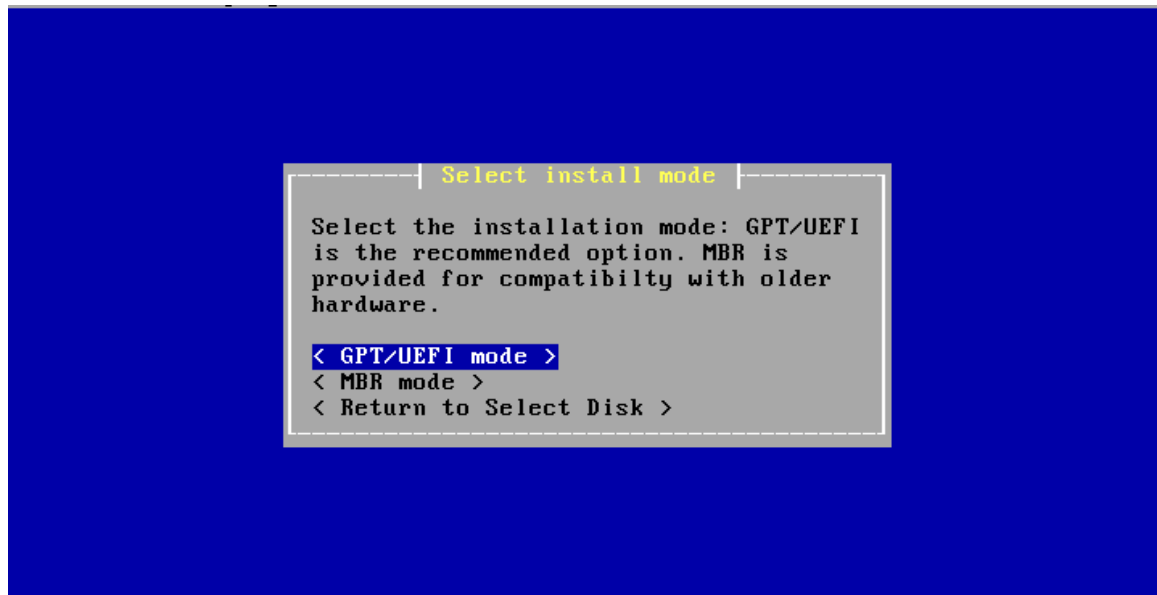 Select install mode
Select the installation mode: GPT/UEFI
is the recommended option. MBR is
provided for compatibilty with older
hardware.
< GPT/UEFI mode >
< MBR mode >
< Return to Select Disk >